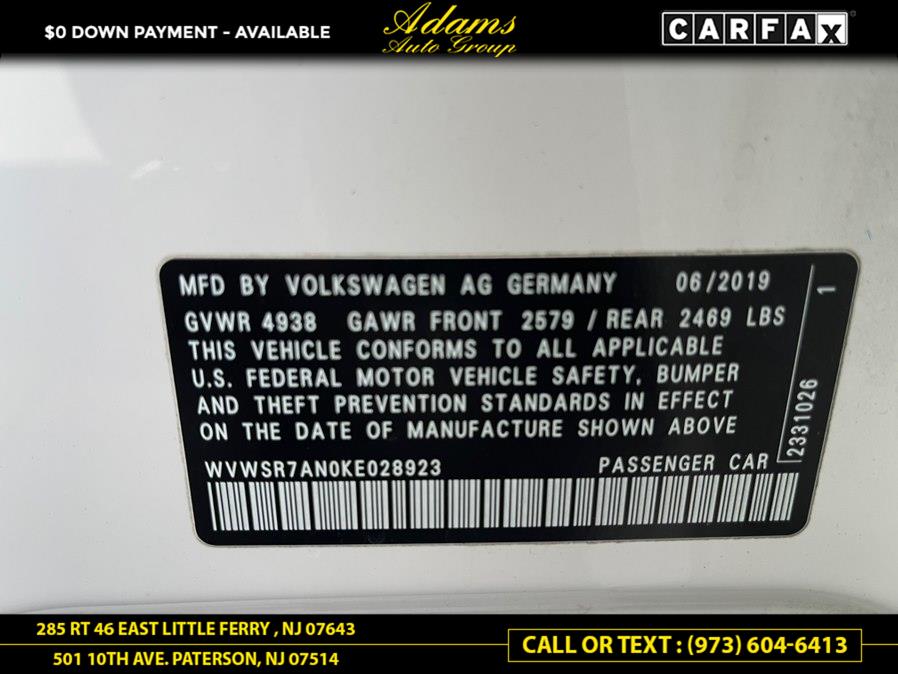 $0 DOWN PAYMENT - AVAILABLE
Adams
Auto Group
CARFAX
MFD BY VOLKSWAGEN AG GERMANY 06/2019
GVWR 4938 GAWR FRONT 2579 / REAR 2469 LBS
THIS VEHICLE CONFORMS TO ALL APPLICABLE
U.S. FEDERAL MOTOR VEHICLE SAFETY, BUMPER
AND THEFT PREVENTION STANDARDS IN EFFECT
ON THE DATE OF MANUFACTURE SHOWN ABOVE
WVWSR7AN0KE028923 PASSENGER CAR
2331026 1
285 RT 46 EAST LITTLE FERRY , NJ 07643
501 10TH AVE. PATERSON, NJ 07514
CALL OR TEXT : (973) 604-6413